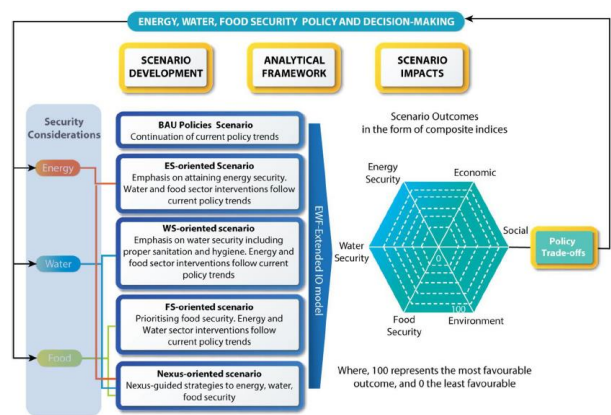 ENERGY, WATER, FOOD SECURITY POLICY AND DECISION-MAKING
SCENARIO
DEVELOPMENT
ANALYTICAL
FRAMEWORK
SCENARIO
IMPACTS
Security
Considerations
Energy
Water
Food
BAU Policies Scenario
Continuation of current policy trends
ES-oriented Scenario
Emphasis on attaining energy security.
Water and food sector interventions follow
current policy trends
WS-oriented scenario
Emphasis on water security including
proper sanitation and hygiene. Energy and
food sector interventions follow current
policy trends
FS-oriented scenario
Prioritising food security. Energy and
Water sector interventions follow
current policy trends
Nexus-oriented scenario
Nexus-guided strategies to energy, water,
food security
EWF-Extended IO model
Scenario Outcomes
in the form of composite indices
Energy
Security
Economic
Water
Security
Social
0
100
Food
Security
Environment
Policy
Trade-offs
Where, 100 represents the most favourable
outcome, and 0 the least favourable